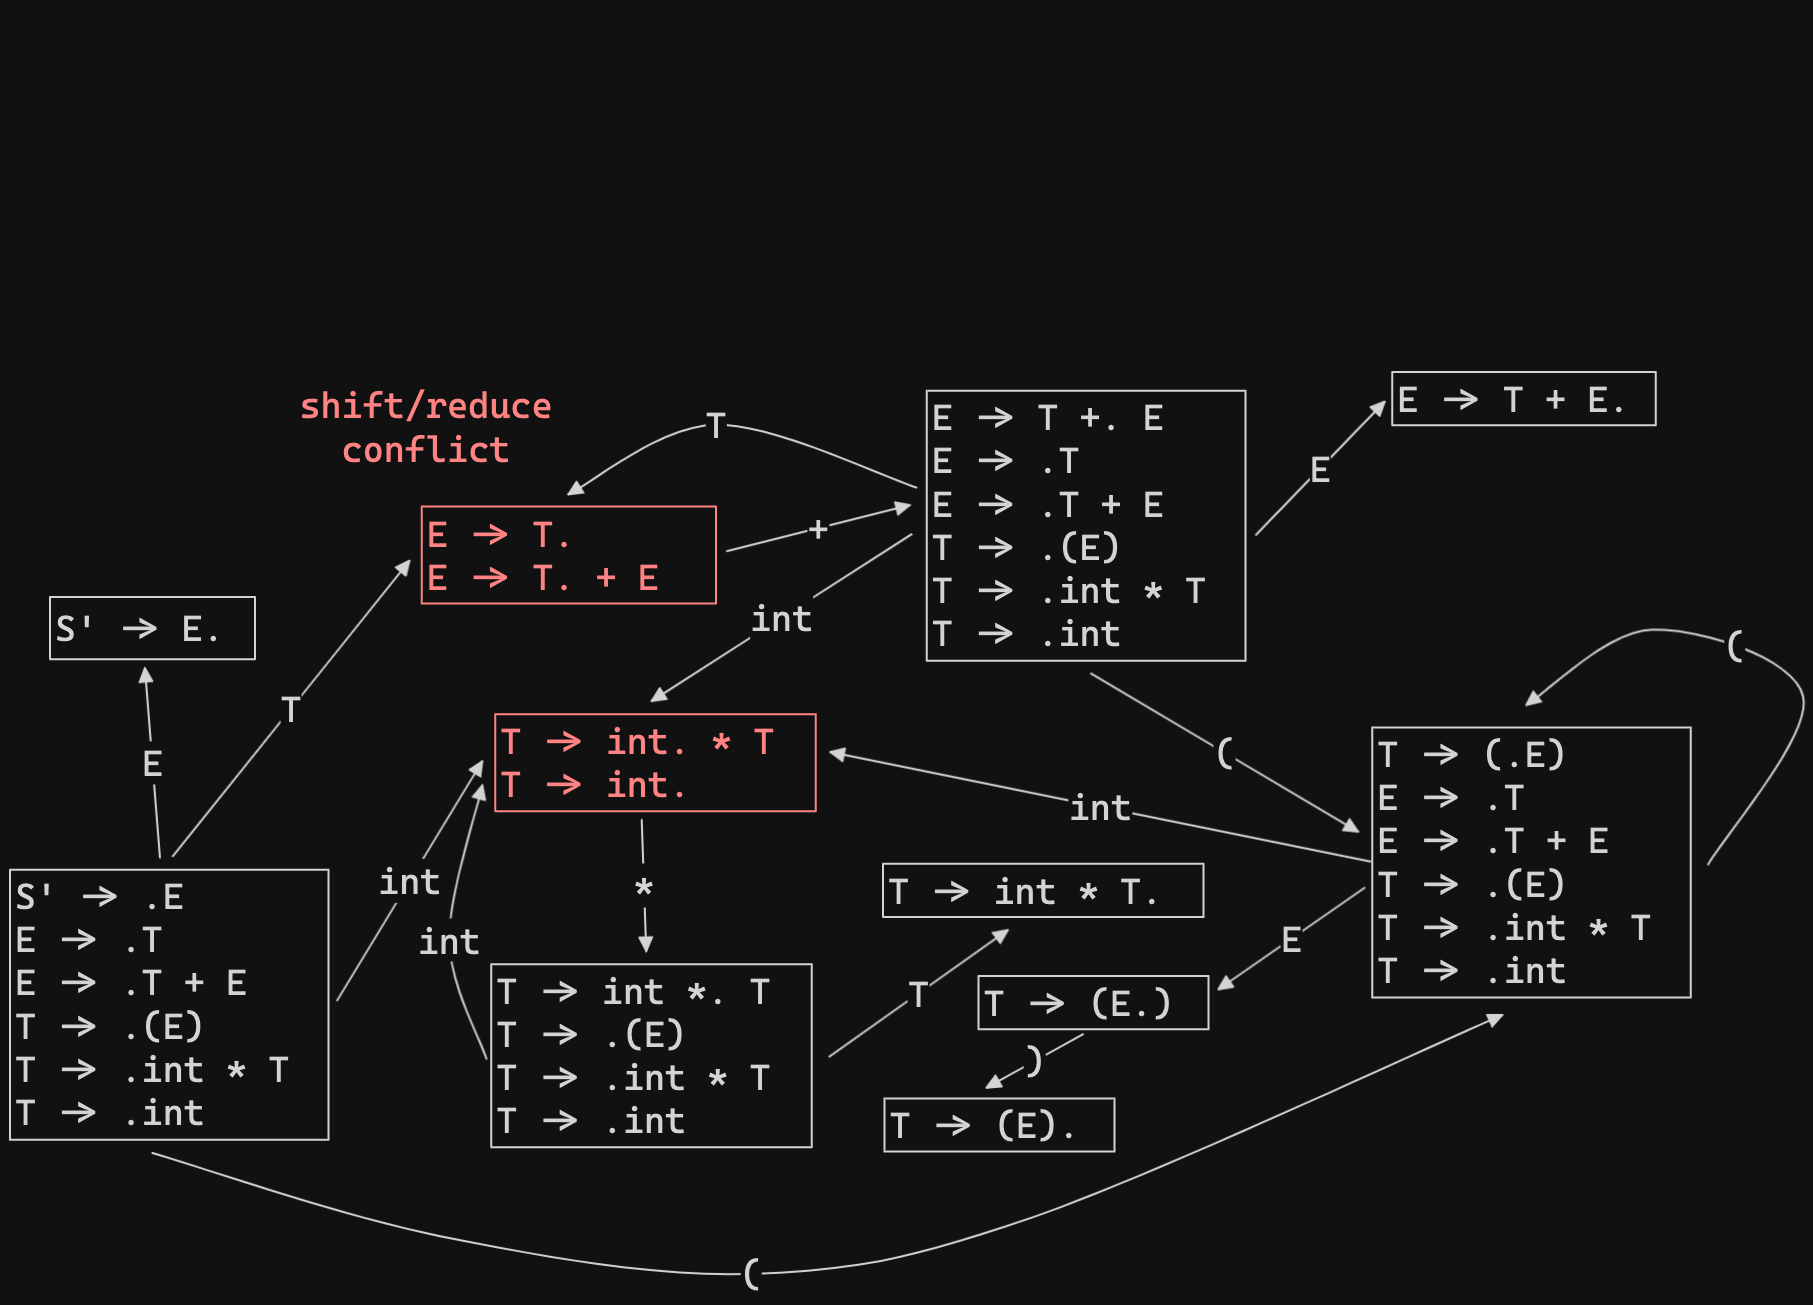 shift/reduce
conflict
T
E → T.
E → T. + E
+
E → T +. E
E → .T
E → .T + E
T → .(E)
T → .int * T
T → .int
E
E → T + E.
S' → E.
E
T
int
T → int. * T
T → int.
(
int
(
T → (.E)
E → .T
E → .T + E
T → .(E)
T → .int * T
T → .int
S' → .E
E → .T
E → .T + E
T → .(E)
T → .int * T
T → .int
int
int
*
T → int *. T
T → .(E)
T → .int * T
T → .int
T
T → int * T.
E
T → (E.)
)
T → (E).
(